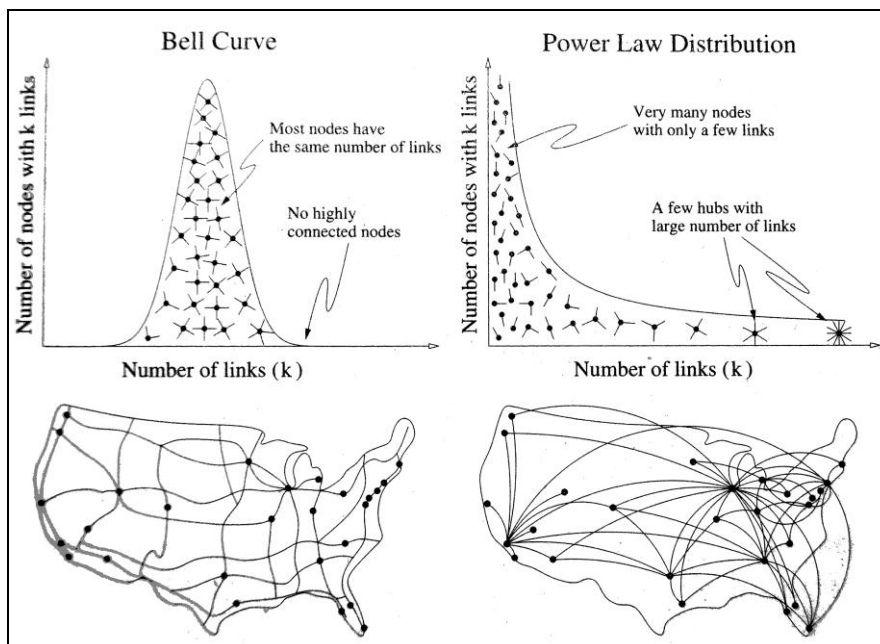 Bell Curve
Number of nodes with k links
Most nodes have
the same number of links
No highly
connected nodes
Number of links (k)
Power Law Distribution
Number of nodes with k links
Very many nodes
with only a few links
A few hubs with
large number of links
Number of links (k)